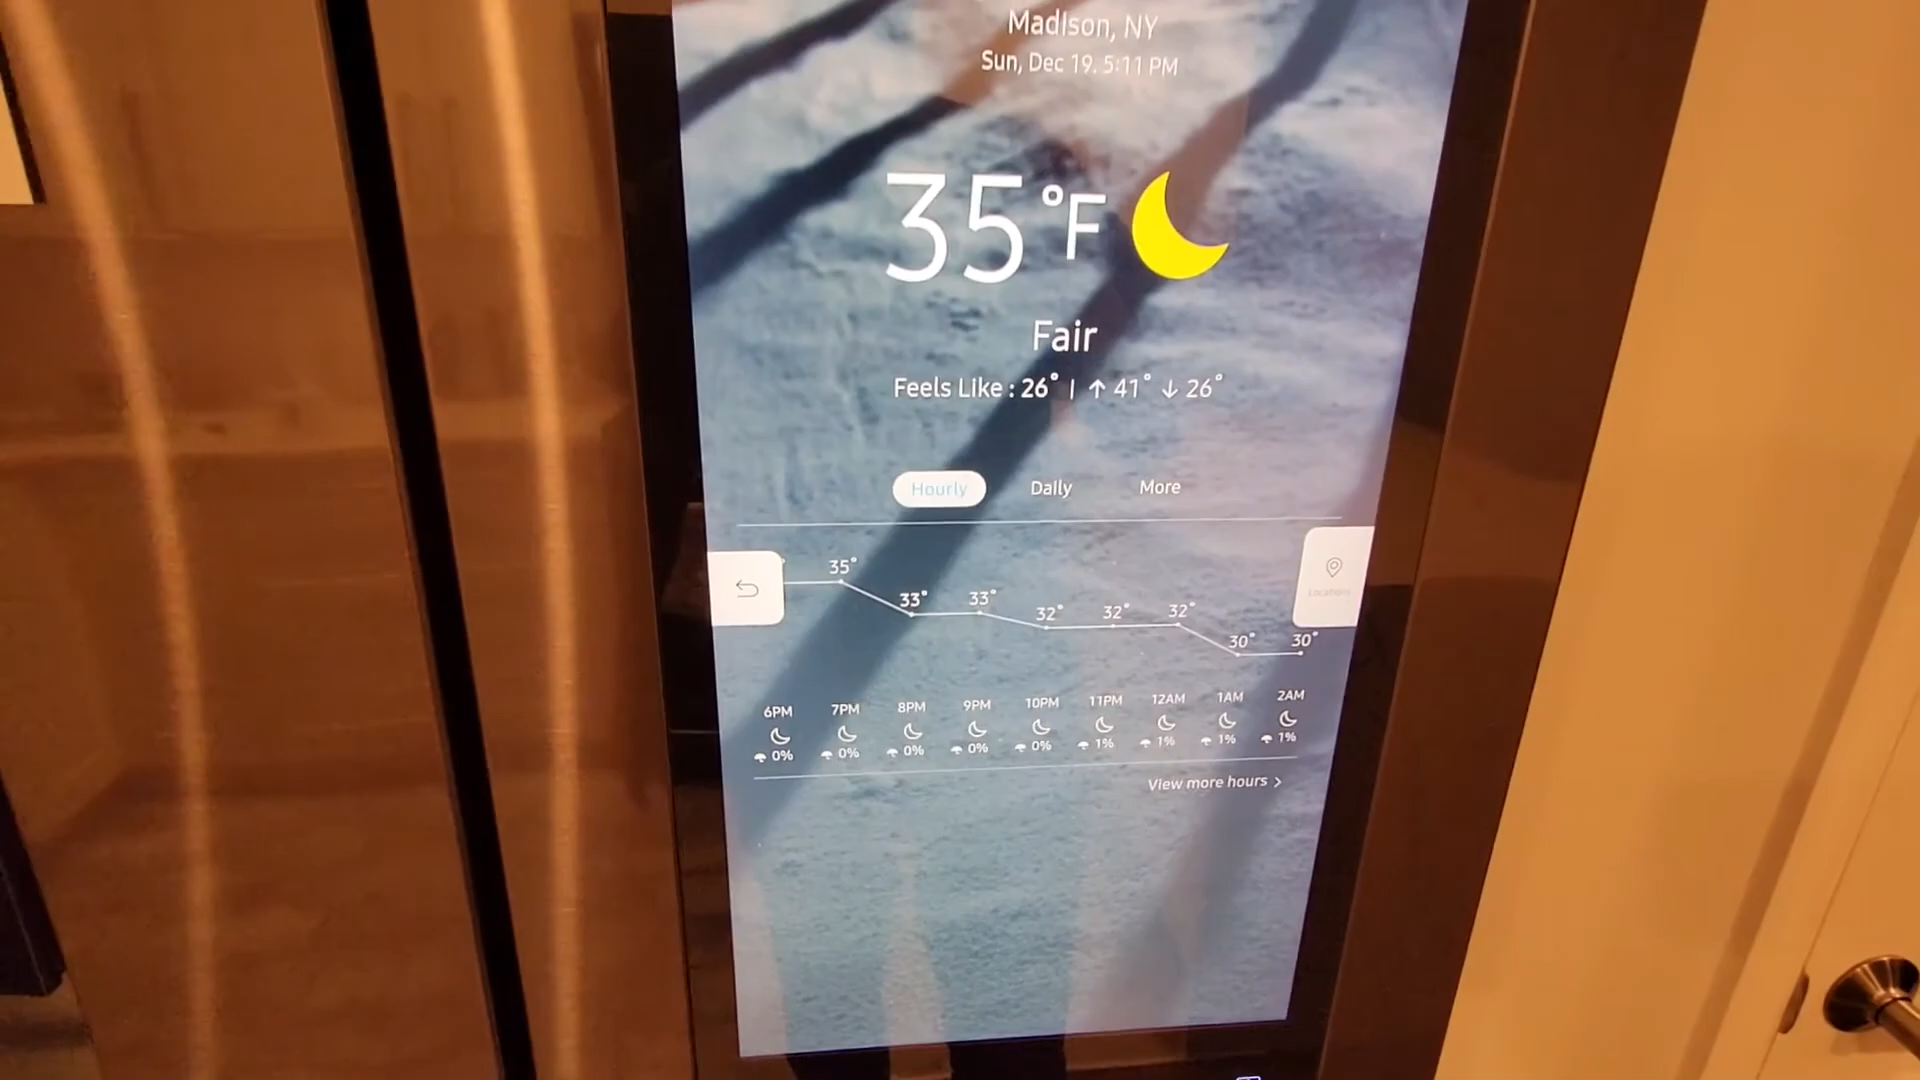 Madison, NY
Sun, Dec 19. 5:11 PM
35 °F
Fair
Feels Like : 26° | ↑ 41° ↓ 26°
Hourly Daily More
35° 33° 33° 32° 32° 32° 30° 30°
Locations
6PM 7PM 8PM 9PM 10PM 11PM 12AM 1AM 2AM
0% 0% 0% 0% 0% 1% 1% 1% 1%
View more hours >